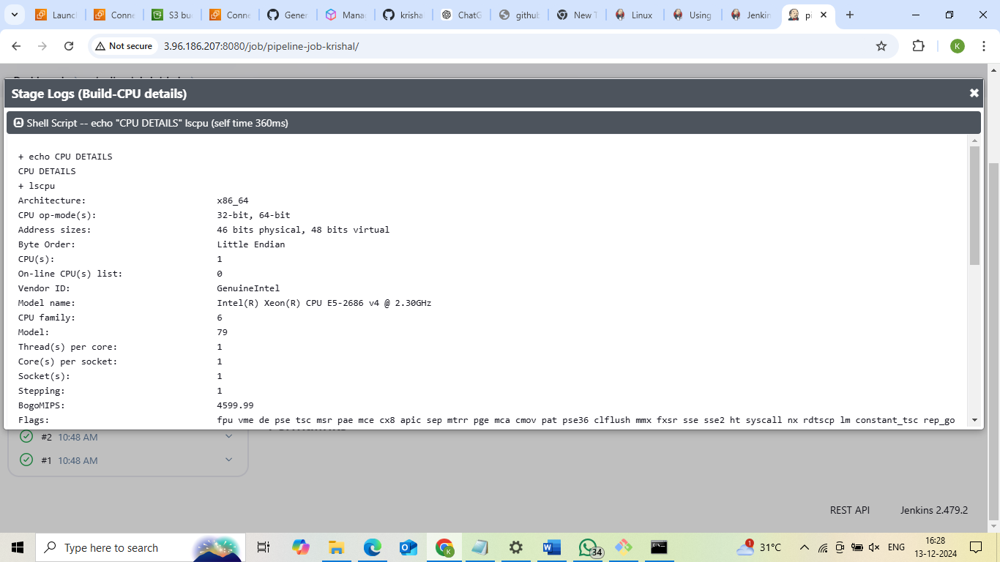 Launc
Conne
S3 bu
Conne
Gener
Mana
krisha
ChatG
github
New T
Linux
Using
Jenkin
pi
Not secure
3.96.186.207:8080/job/pipeline-job-krishal/
K
Stage Logs (Build-CPU details)
Shell Script -- echo "CPU DETAILS" lscpu (self time 360ms)
+ echo CPU DETAILS
CPU DETAILS
+ lscpu
Architecture: x86_64
CPU op-mode(s): 32-bit, 64-bit
Address sizes: 46 bits physical, 48 bits virtual
Byte Order: Little Endian
CPU(s): 1
On-line CPU(s) list: 0
Vendor ID: GenuineIntel
Model name: Intel(R) Xeon(R) CPU E5-2686 v4 @ 2.30GHz
CPU family: 6
Model: 79
Thread(s) per core: 1
Core(s) per socket: 1
Socket(s): 1
Stepping: 1
BogoMIPS: 4599.99
Flags: fpu vme de pse tsc msr pae mce cx8 apic sep mtrr pge mca cmov pat pse36 clflush mmx fxsr sse sse2 ht syscall nx rdtscp lm constant_tsc rep_go
#2 10:48 AM
#1 10:48 AM
REST API Jenkins 2.479.2
Type here to search
34
1
31°C
ENG
16:28
13-12-2024